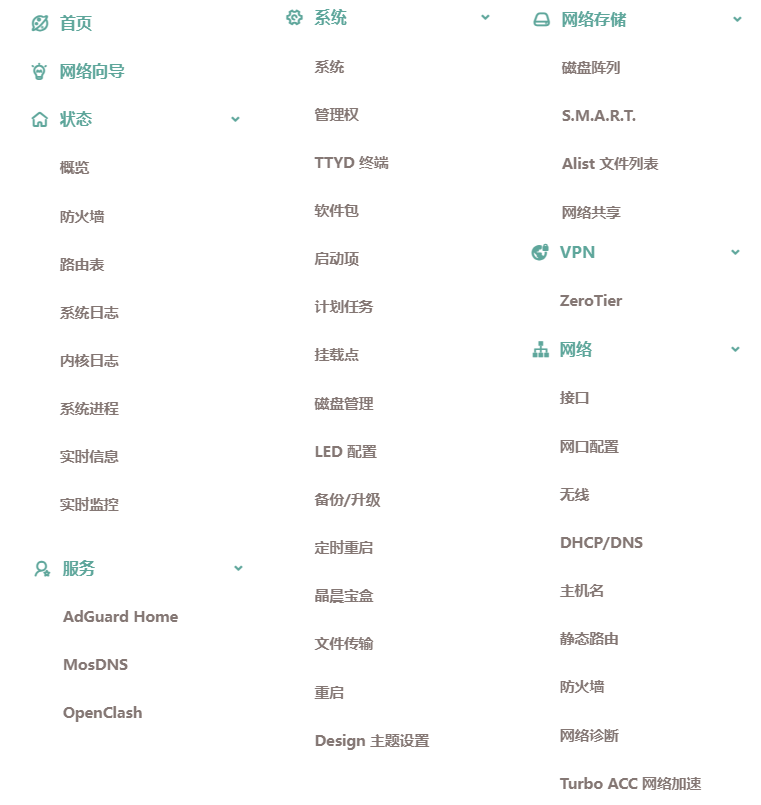 首页
网络向导
状态
概览
防火墙
路由表
系统日志
内核日志
系统进程
实时信息
实时监控
服务
AdGuard Home
MosDNS
OpenClash
系统
系统
管理权
TTYD 终端
软件包
启动项
计划任务
挂载点
磁盘管理
LED 配置
备份/升级
定时重启
晶晨宝盒
文件传输
重启
Design 主题设置
网络存储
磁盘阵列
S.M.A.R.T.
Alist 文件列表
网络共享
VPN
ZeroTier
网络
接口
网口配置
无线
DHCP/DNS
主机名
静态路由
防火墙
网络诊断
Turbo ACC 网络加速